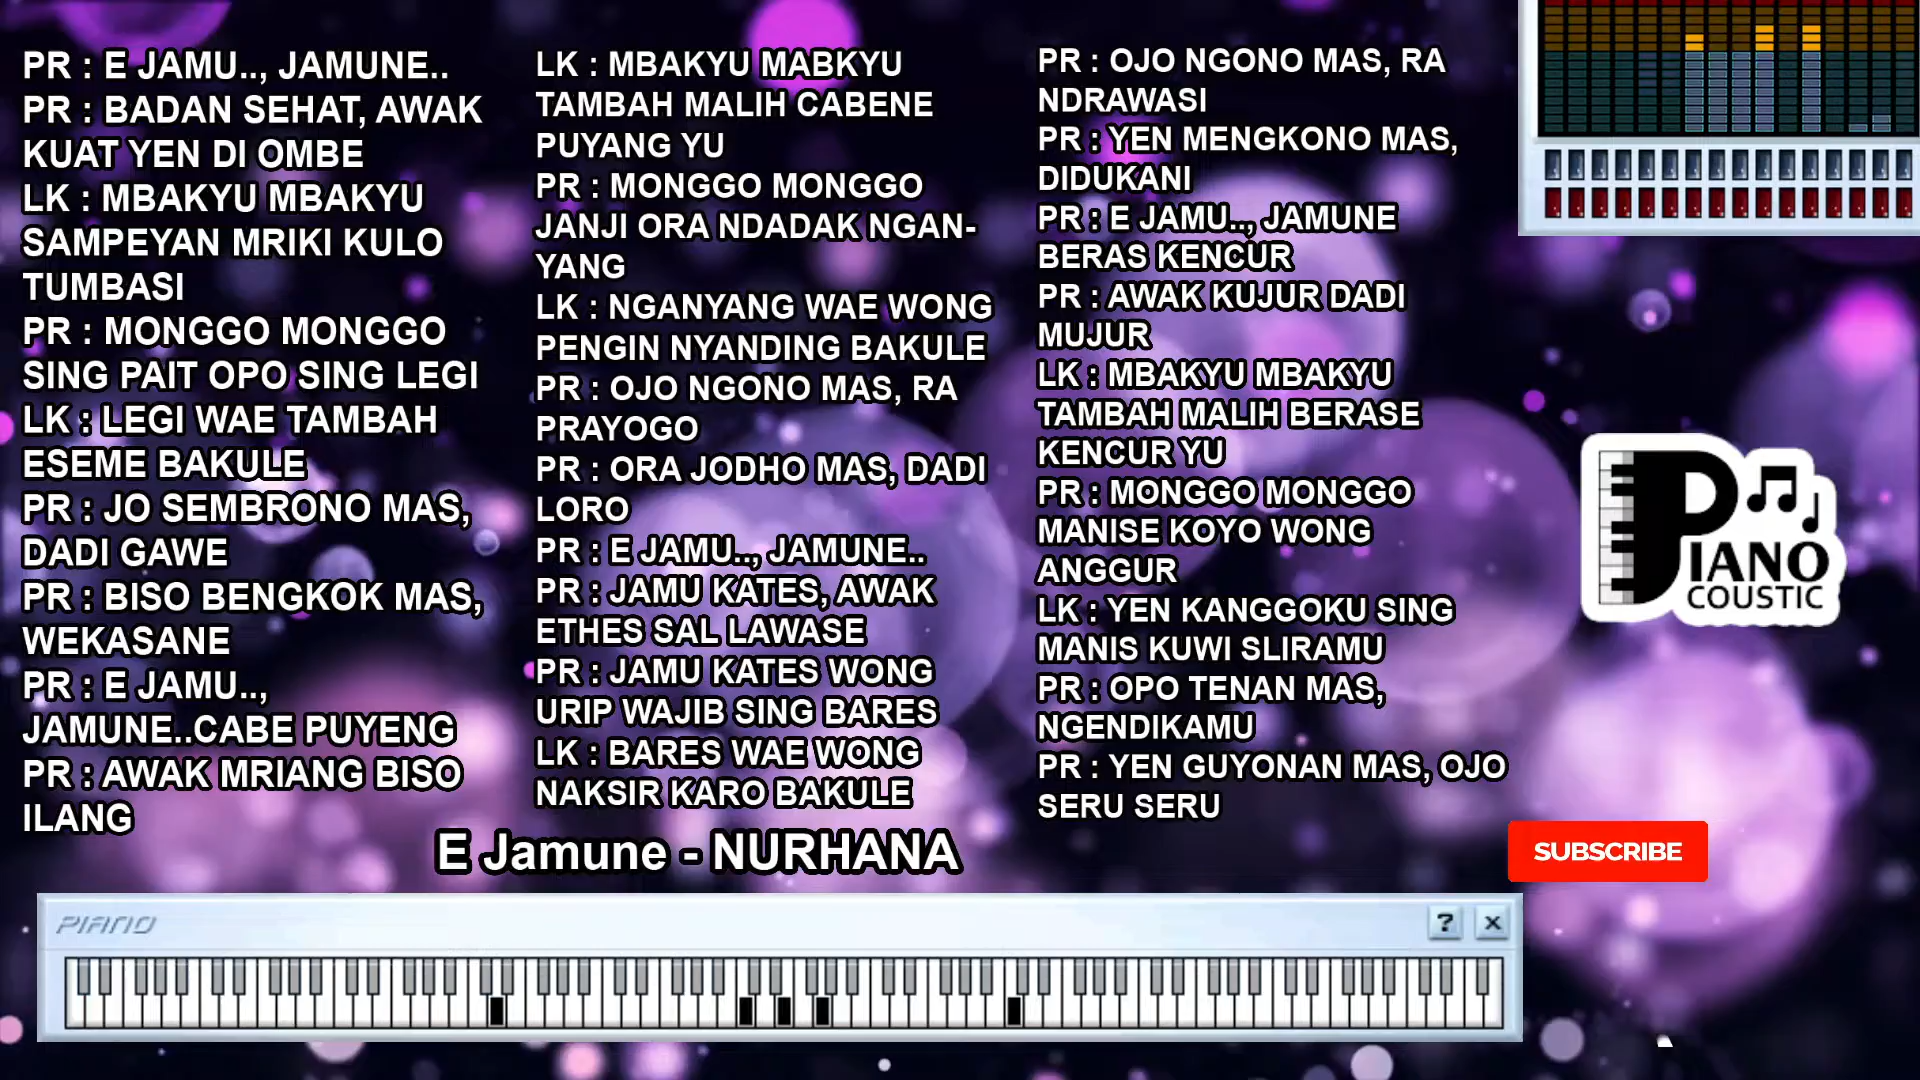 PR : E JAMU.., JAMUNE..
PR : BADAN SEHAT, AWAK
KUAT YEN DI OMBE
LK : MBAKYU MBAKYU
SAMPEYAN MRIKI KULO
TUMBASI
PR : MONGGO MONGGO
SING PAIT OPO SING LEGI
LK : LEGI WAE TAMBAH
ESEME BAKULE
PR : JO SEMBRONO MAS,
DADI GAWE
PR : BISO BENGKOK MAS,
WEKASANE
PR : E JAMU..,
JAMUNE..CABE PUYENG
PR : AWAK MRIANG BISO
ILANG
LK : MBAKYU MABKYU
TAMBAH MALIH CABENE
PUYANG YU
PR : MONGGO MONGGO
JANJI ORA NDADAK NGAN-
YANG
LK : NGANYANG WAE WONG
PENGIN NYANDING BAKULE
PR : OJO NGONO MAS, RA
PRAYOGO
PR : ORA JODHO MAS, DADI
LORO
PR : E JAMU.., JAMUNE..
PR : JAMU KATES, AWAK
ETHES SAL LAWASE
PR : JAMU KATES WONG
URIP WAJIB SING BARES
LK : BARES WAE WONG
NAKSIR KARO BAKULE
PR : OJO NGONO MAS, RA
NDRAWASI
PR : YEN MENGKONO MAS,
DIDUKANI
PR : E JAMU.., JAMUNE
BERAS KENCUR
PR : AWAK KUJUR DADI
MUJUR
LK : MBAKYU MBAKYU
TAMBAH MALIH BERASE
KENCUR YU
PR : MONGGO MONGGO
MANISE KOYO WONG
ANGGUR
LK : YEN KANGGOKU SING
MANIS KUWI SLIRAMU
PR : OPO TENAN MAS,
NGENDIKAMU
PR : YEN GUYONAN MAS, OJO
SERU SERU
PIANO
COUSTIC
E Jamune - NURHANA
SUBSCRIBE
PIANO
? X